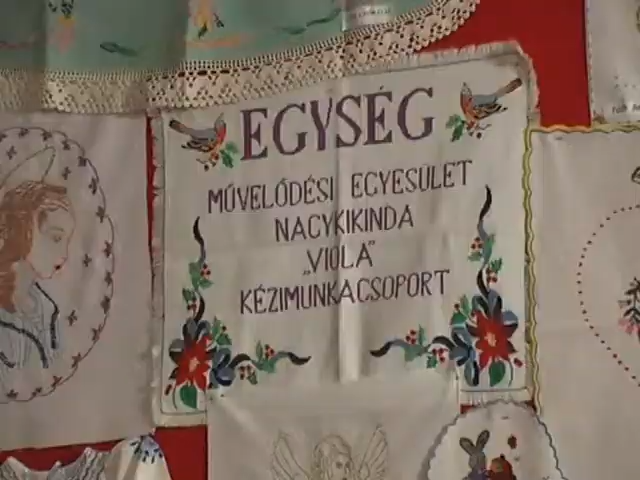 EGYSÉG
MŰVELŐDÉSI EGYESÜLET
NAGYKIKINDA
„VIOLA”
KÉZIMUNKACSOPORT